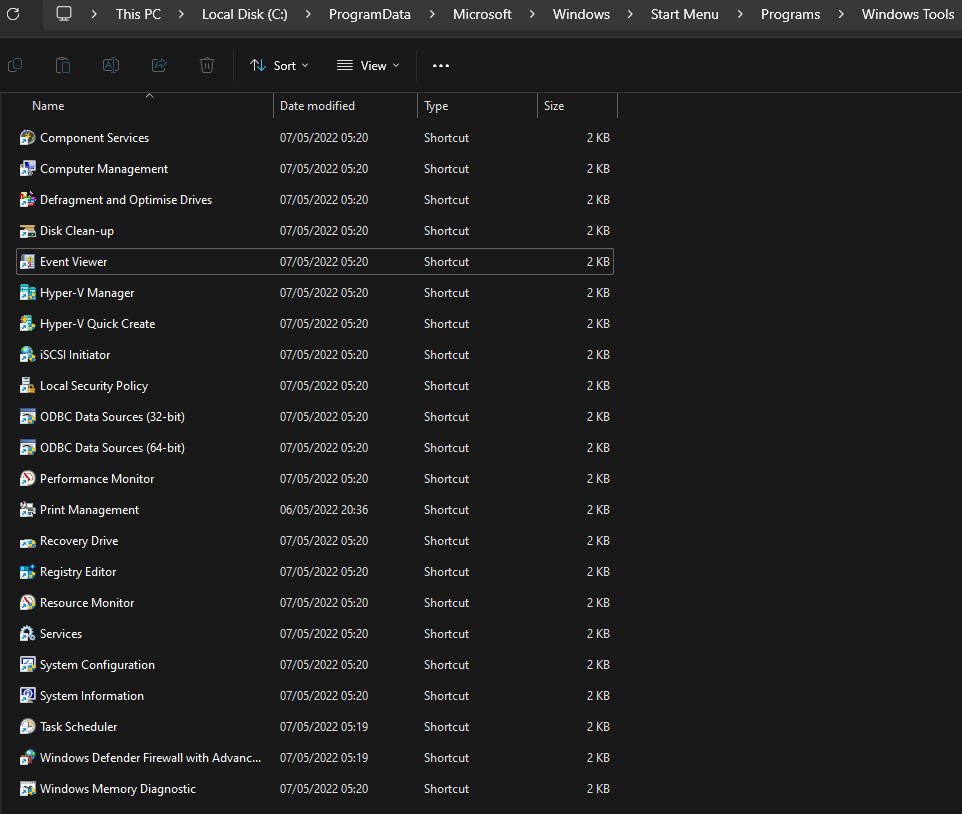 This PC > Local Disk (C:) > ProgramData > Microsoft > Windows > Start Menu > Programs > Windows Tools
Sort View
Name Date modified Type Size
Component Services 07/05/2022 05:20 Shortcut 2 KB
Computer Management 07/05/2022 05:20 Shortcut 2 KB
Defragment and Optimise Drives 07/05/2022 05:20 Shortcut 2 KB
Disk Clean-up 07/05/2022 05:20 Shortcut 2 KB
Event Viewer 07/05/2022 05:20 Shortcut 2 KB
Hyper-V Manager 07/05/2022 05:20 Shortcut 2 KB
Hyper-V Quick Create 07/05/2022 05:20 Shortcut 2 KB
iSCSI Initiator 07/05/2022 05:20 Shortcut 2 KB
Local Security Policy 07/05/2022 05:20 Shortcut 2 KB
ODBC Data Sources (32-bit) 07/05/2022 05:20 Shortcut 2 KB
ODBC Data Sources (64-bit) 07/05/2022 05:20 Shortcut 2 KB
Performance Monitor 07/05/2022 05:20 Shortcut 2 KB
Print Management 06/05/2022 20:36 Shortcut 2 KB
Recovery Drive 07/05/2022 05:20 Shortcut 2 KB
Registry Editor 07/05/2022 05:20 Shortcut 2 KB
Resource Monitor 07/05/2022 05:20 Shortcut 2 KB
Services 07/05/2022 05:20 Shortcut 2 KB
System Configuration 07/05/2022 05:20 Shortcut 2 KB
System Information 07/05/2022 05:20 Shortcut 2 KB
Task Scheduler 07/05/2022 05:19 Shortcut 2 KB
Windows Defender Firewall with Advanc... 07/05/2022 05:19 Shortcut 2 KB
Windows Memory Diagnostic 07/05/2022 05:20 Shortcut 2 KB